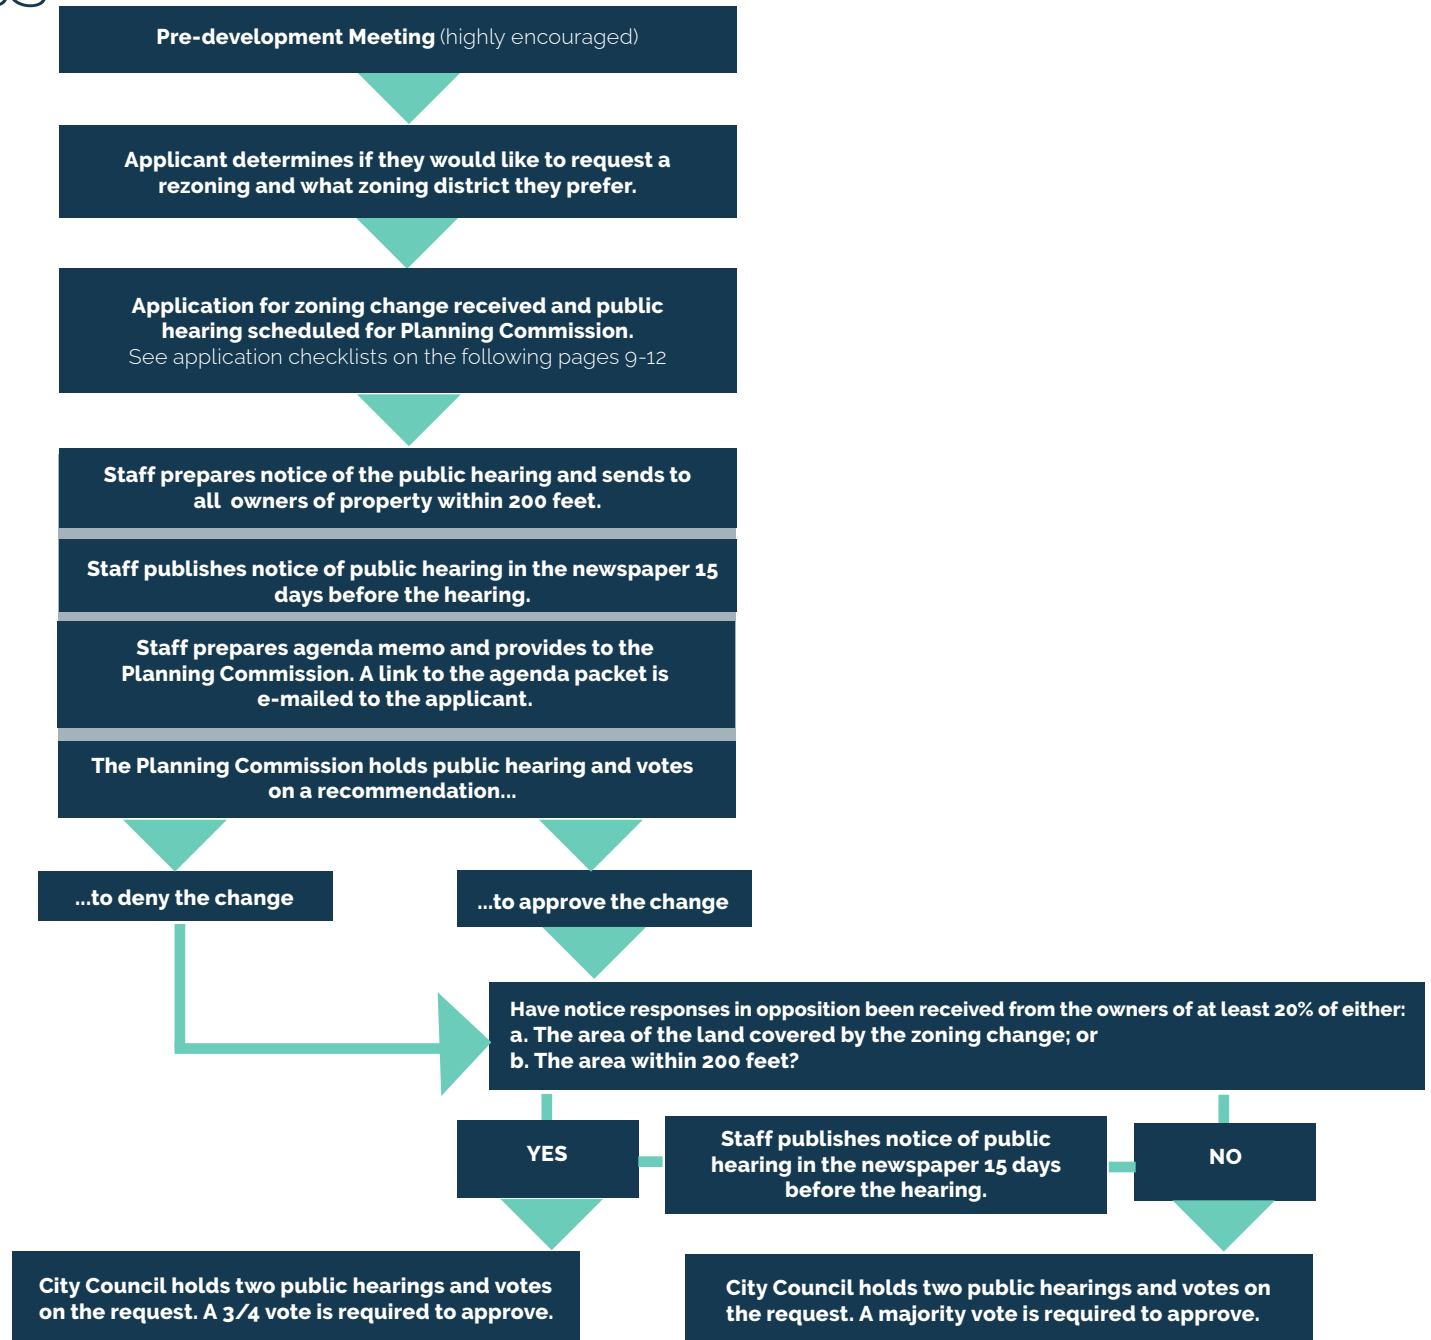 Pre-development Meeting (highly encouraged)
Applicant determines if they would like to request a
rezoning and what zoning district they prefer.
Application for zoning change received and public
hearing scheduled for Planning Commission.
See application checklists on the following pages 9-12
Staff prepares notice of the public hearing and sends to
all owners of property within 200 feet.
Staff publishes notice of public hearing in the newspaper 15
days before the hearing.
Staff prepares agenda memo and provides to the
Planning Commission. A link to the agenda packet is
e-mailed to the applicant.
The Planning Commission holds public hearing and votes
on a recommendation...
...to deny the change
...to approve the change
Have notice responses in opposition been received from the owners of at least 20% of either:
a. The area of the land covered by the zoning change; or
b. The area within 200 feet?
YES
Staff publishes notice of public
hearing in the newspaper 15 days
before the hearing.
NO
City Council holds two public hearings and votes
on the request. A 3/4 vote is required to approve.
City Council holds two public hearings and votes on
the request. A majority vote is required to approve.